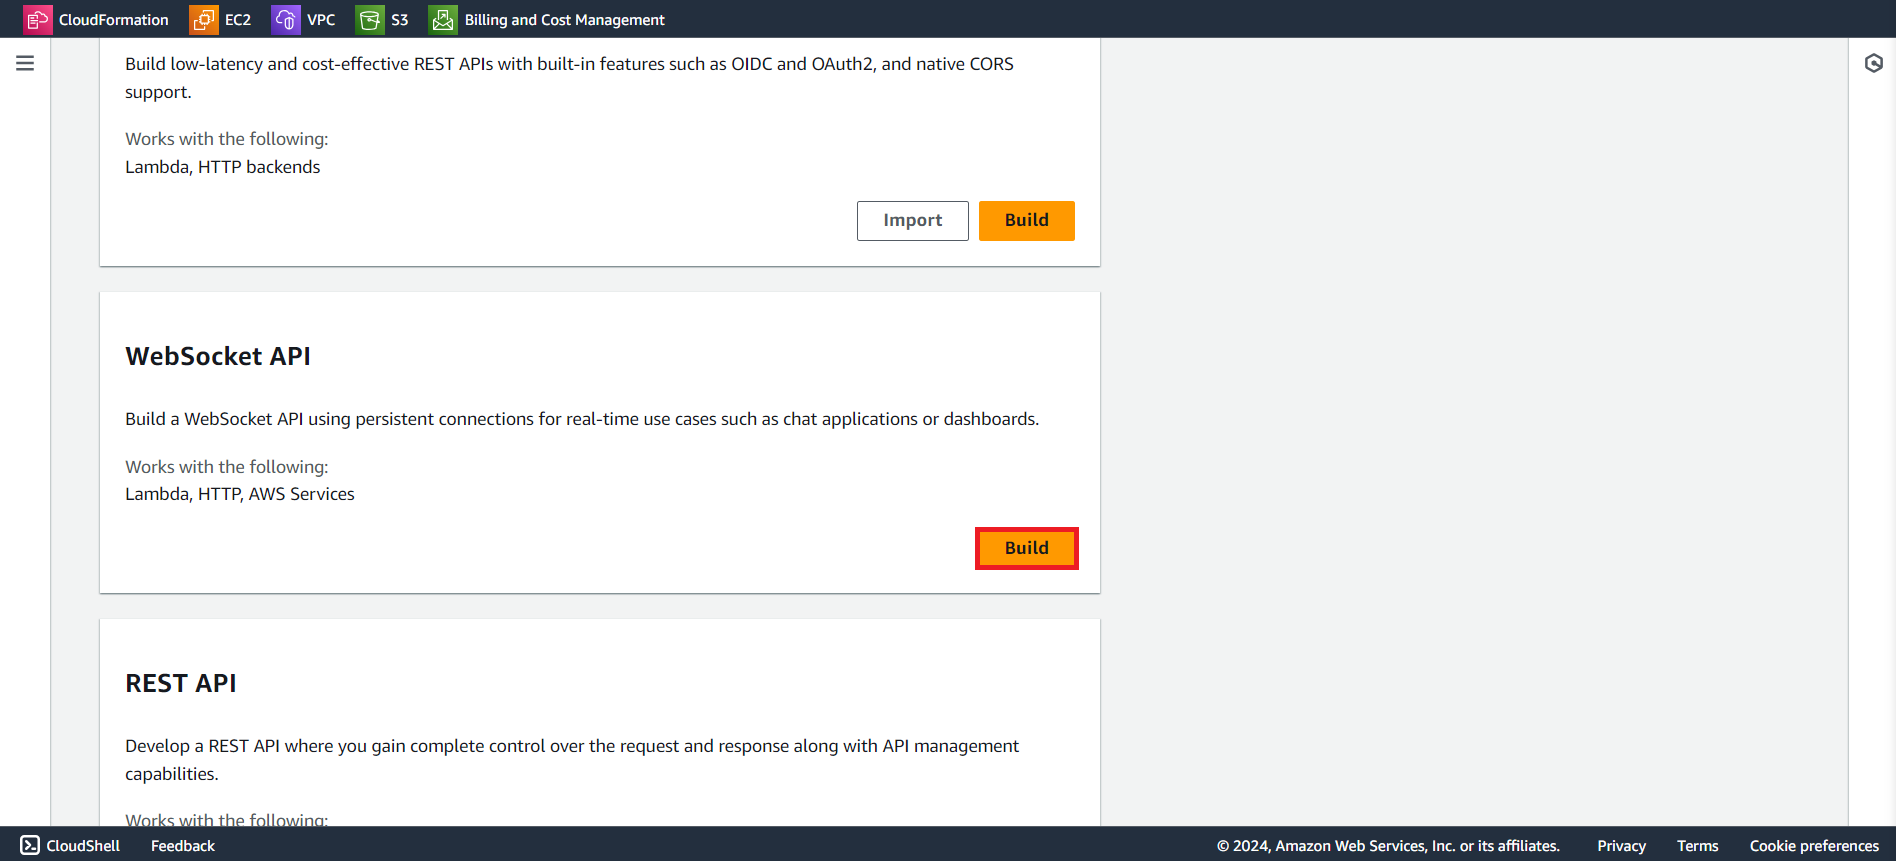 CloudFormation EC2 VPC S3 Billing and Cost Management
Build low-latency and cost-effective REST APIs with built-in features such as OIDC and OAuth2, and native CORS
support.
Works with the following:
Lambda, HTTP backends
Import Build
WebSocket API
Build a WebSocket API using persistent connections for real-time use cases such as chat applications or dashboards.
Works with the following:
Lambda, HTTP, AWS Services
Build
REST API
Develop a REST API where you gain complete control over the request and response along with API management
capabilities.
Works with the following:
CloudShell Feedback © 2024, Amazon Web Services, Inc. or its affiliates. Privacy Terms Cookie preferences